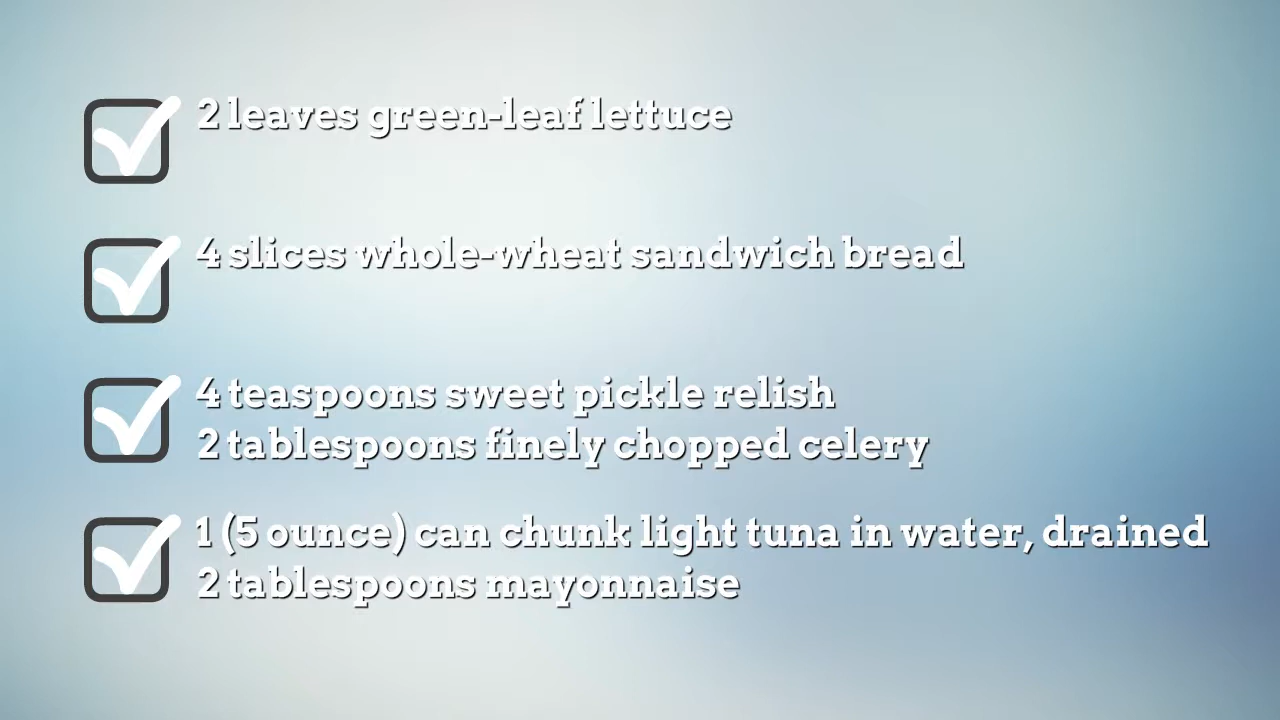 2 leaves green-leaf lettuce
4 slices whole-wheat sandwich bread
4 teaspoons sweet pickle relish
2 tablespoons finely chopped celery
1 (5 ounce) can chunk light tuna in water, drained
2 tablespoons mayonnaise